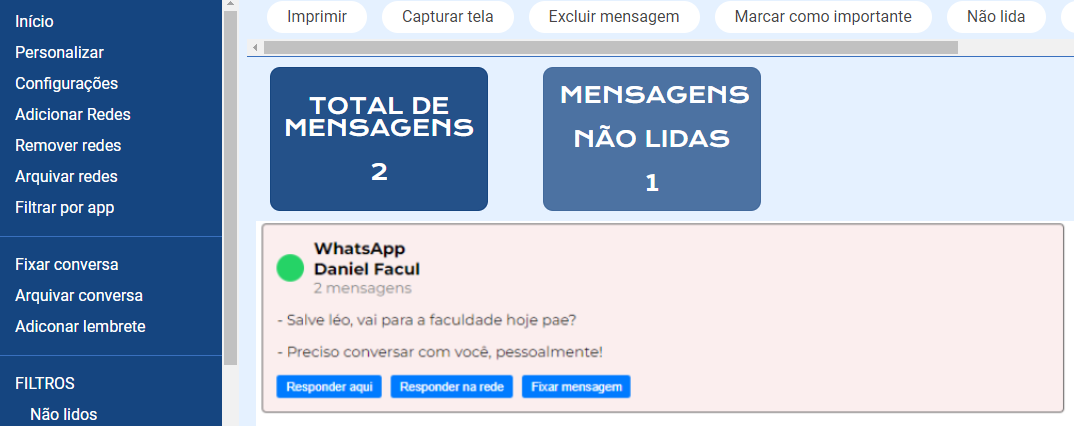 Início
Personalizar
Configurações
Adicionar Redes
Remover redes
Arquivar redes
Filtrar por app
Fixar conversa
Arquivar conversa
Adiconar lembrete
FILTROS
Não lidos
Imprimir
Capturar tela
Excluir mensagem
Marcar como importante
Não lida
TOTAL DE
MENSAGENS
2
MENSAGENS
NÃO LIDAS
1
WhatsApp
Daniel Facul
2 mensagens
- Salve léo, vai para a faculdade hoje pae?
- Preciso conversar com você, pessoalmente!
Responder aqui
Responder na rede
Fixar mensagem